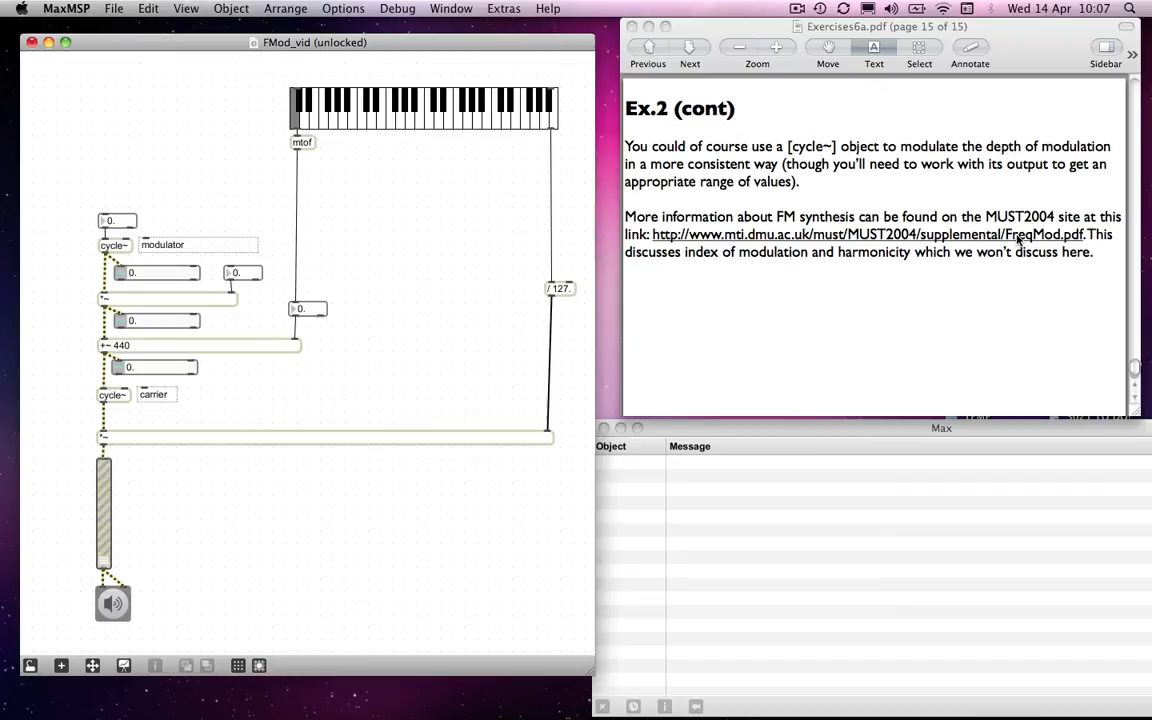 MaxMSP File Edit View Object Arrange Options Debug Window Extras Help Wed 14 Apr 10:07
FMod_vid (unlocked)
mtof
0.
cycle~ modulator
0. 0.
*~
/ 127.
0.
0.
+~ 440
0.
cycle~ carrier
*~
Exercises6a.pdf (page 15 of 15)
Previous Next Zoom Move Text Select Annotate Sidebar
Ex.2 (cont)
You could of course use a [cycle~] object to modulate the depth of modulation
in a more consistent way (though you'll need to work with its output to get an
appropriate range of values).
More information about FM synthesis can be found on the MUST2004 site at this
link: http://www.mti.dmu.ac.uk/must/MUST2004/supplemental/FreqMod.pdf. This
discusses index of modulation and harmonicity which we won't discuss here.
Max
Object Message